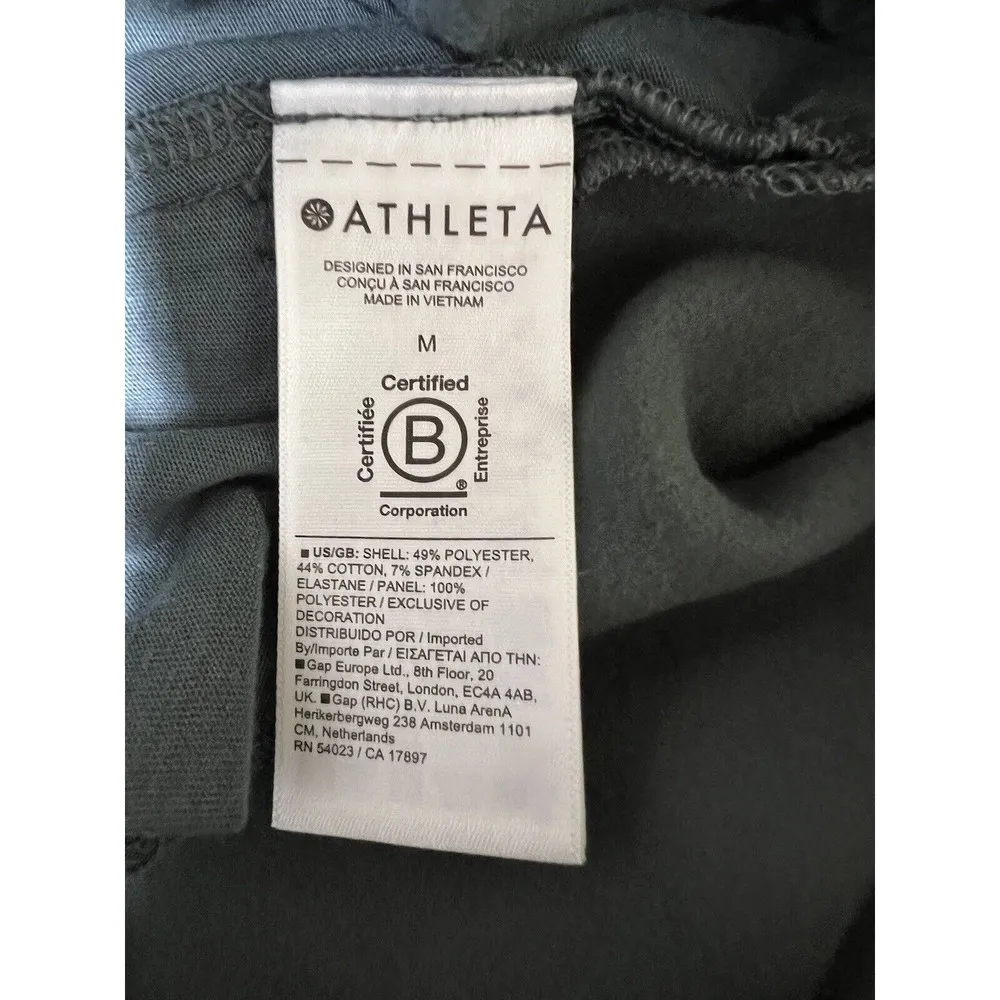 ATHLETA
DESIGNED IN SAN FRANCISCO
CONÇU À SAN FRANCISCO
MADE IN VIETNAM
M
Certified
Certifiée
B
Entreprise
®
Corporation
■ US/GB: SHELL: 49% POLYESTER,
44% COTTON, 7% SPANDEX /
ELASTANE / PANEL: 100%
POLYESTER / EXCLUSIVE OF
DECORATION
DISTRIBUIDO POR / Imported
By/Importe Par / ΕΙΣΑΓΕΤΑΙ ΑΠΟ ΤΗΝ:
■ Gap Europe Ltd., 8th Floor, 20
Farringdon Street, London, EC4A 4AB,
UK. ■ Gap (RHC) B.V. Luna ArenA
Herikerbergweg 238 Amsterdam 1101
CM, Netherlands
RN 54023 / CA 17897